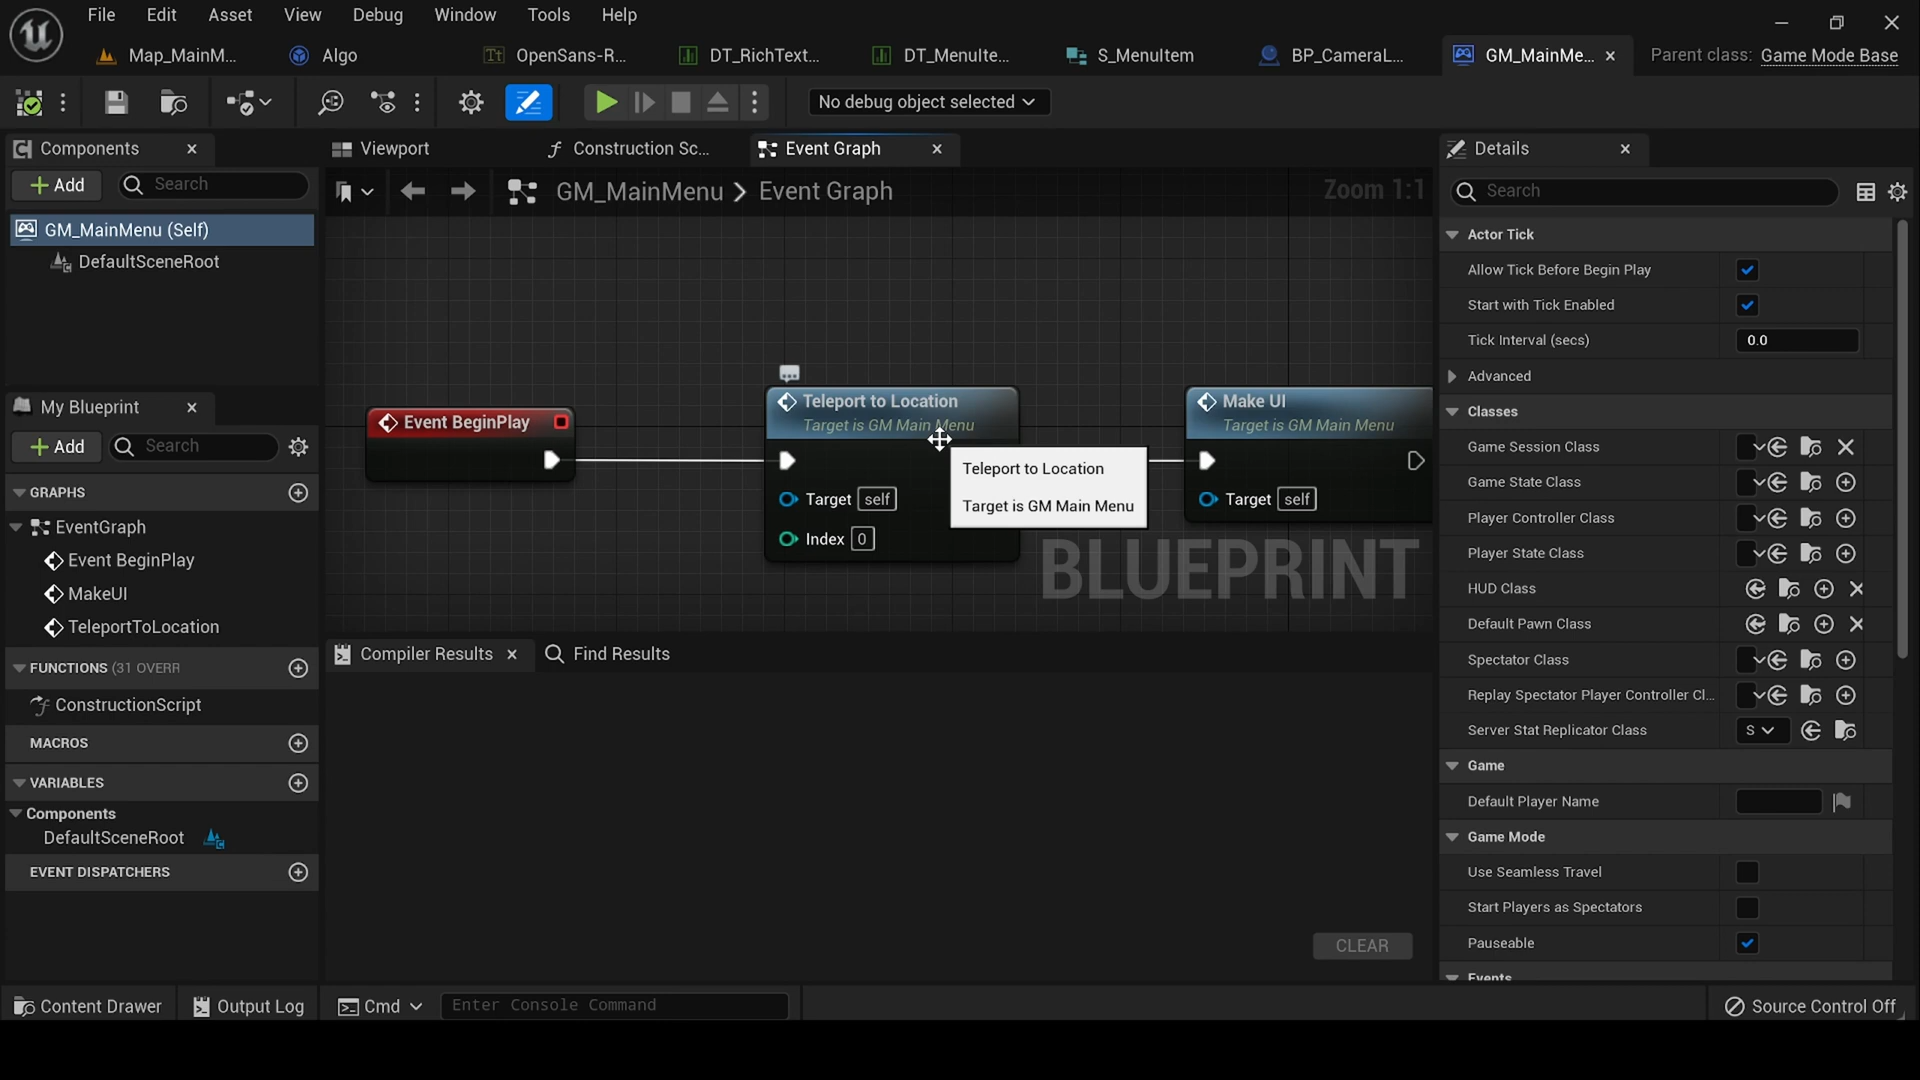 File Edit Asset View Debug Window Tools Help
Map_MainM... Algo OpenSans-R... DT_RichText... DT_MenuIte... S_MenuItem BP_CameraL... GM_MainMe... Parent class: Game Mode Base
No debug object selected
Components
Viewport Construction Sc... Event Graph
Details
Add Search
GM_MainMenu Event Graph
Zoom 1:1
Search
GM_MainMenu (Self)
DefaultSceneRoot
My Blueprint
Add Search
GRAPHS
EventGraph
Event BeginPlay
MakeUI
TeleportToLocation
FUNCTIONS (31 OVERR
ConstructionScript
MACROS
VARIABLES
Components
DefaultSceneRoot
EVENT DISPATCHERS
Event BeginPlay
Teleport to Location
Target is GM Main Menu
Target self
Index 0
Teleport to Location
Target is GM Main Menu
Make UI
Target is GM Main Menu
Target self
BLUEPRINT
Compiler Results Find Results
CLEAR
Actor Tick
Allow Tick Before Begin Play
Start with Tick Enabled
Tick Interval (secs) 0.0
Advanced
Classes
Game Session Class
Game State Class
Player Controller Class
Player State Class
HUD Class
Default Pawn Class
Spectator Class
Replay Spectator Player Controller Cl...
Server Stat Replicator Class S
Game
Default Player Name
Game Mode
Use Seamless Travel
Start Players as Spectators
Pauseable
Events
Content Drawer Output Log Cmd Enter Console Command Source Control Off